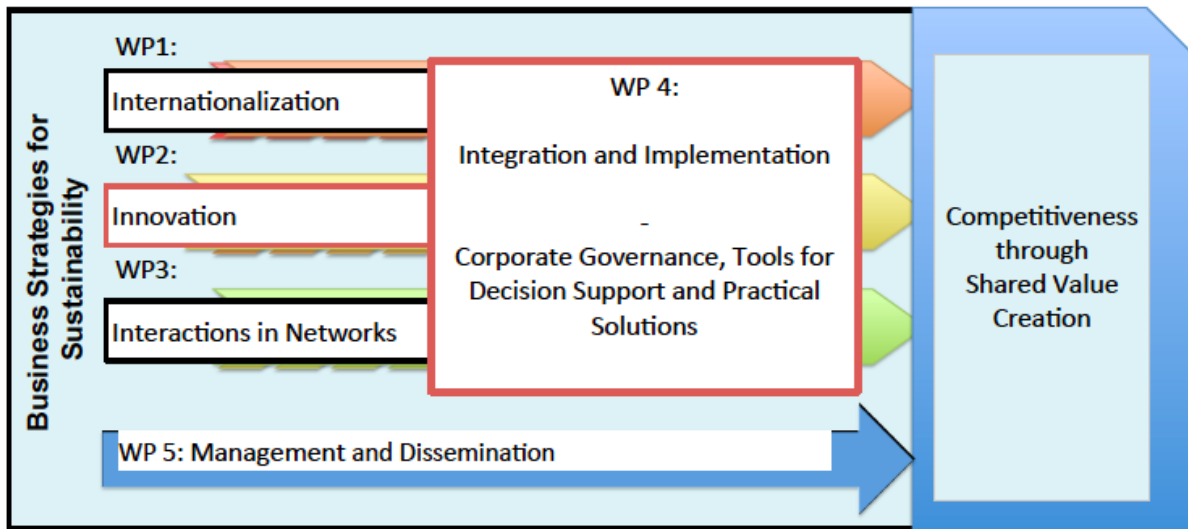 Business Strategies for
Sustainability
WP1:
Internationalization
WP2:
Innovation
WP3:
Interactions in Networks
WP 4:
Integration and Implementation
-
Corporate Governance, Tools for
Decision Support and Practical
Solutions
WP 5: Management and Dissemination
Competitiveness
through
Shared Value
Creation